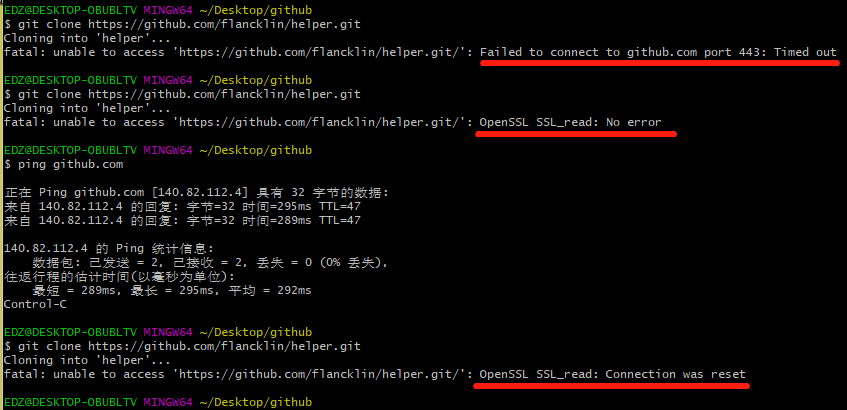 EDZ@DESKTOP-OBUBLTV MINGW64 ~/Desktop/github
$ git clone https://github.com/flancklin/helper.git
Cloning into 'helper'...
fatal: unable to access 'https://github.com/flancklin/helper.git/': Failed to connect to github.com port 443: Timed out
EDZ@DESKTOP-OBUBLTV MINGW64 ~/Desktop/github
$ git clone https://github.com/flancklin/helper.git
Cloning into 'helper'...
fatal: unable to access 'https://github.com/flancklin/helper.git/': OpenSSL SSL_read: No error
EDZ@DESKTOP-OBUBLTV MINGW64 ~/Desktop/github
$ ping github.com
正在 Ping github.com [140.82.112.4] 具有 32 字节的数据:
来自 140.82.112.4 的回复: 字节=32 时间=295ms TTL=47
来自 140.82.112.4 的回复: 字节=32 时间=289ms TTL=47
140.82.112.4 的 Ping 统计信息:
数据包: 已发送 = 2, 已接收 = 2, 丢失 = 0 (0% 丢失),
往返行程的估计时间(以毫秒为单位):
最短 = 289ms, 最长 = 295ms, 平均 = 292ms
Control-C
EDZ@DESKTOP-OBUBLTV MINGW64 ~/Desktop/github
$ git clone https://github.com/flancklin/helper.git
Cloning into 'helper'...
fatal: unable to access 'https://github.com/flancklin/helper.git/': OpenSSL SSL_read: Connection was reset
EDZ@DESKTOP-OBUBLTV MINGW64 ~/Desktop/github